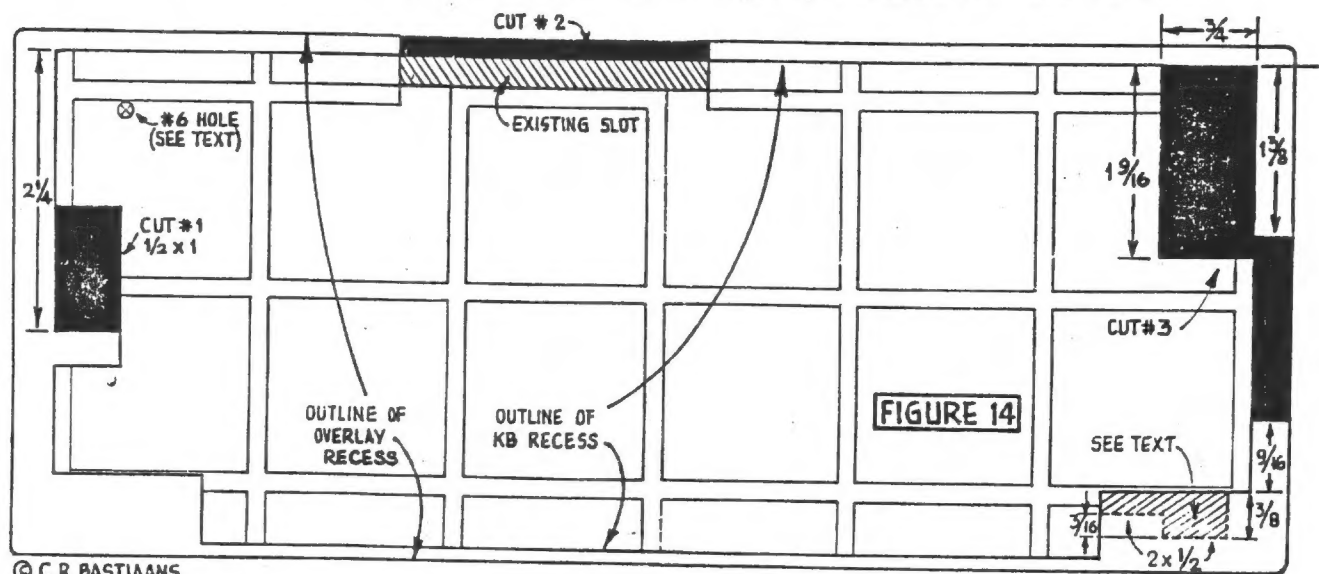 CUT # 2
3/4
#6 HOLE
(SEE TEXT)
EXISTING SLOT
2 1/4
1 9/16
1 3/8
CUT #1
1/2 x 1
CUT #3
OUTLINE OF
OVERLAY
RECESS
OUTLINE OF
KB RECESS
FIGURE 14
SEE TEXT
9/16
3/16
3/8
2 x 1/2
© C.R. BASTIAANS